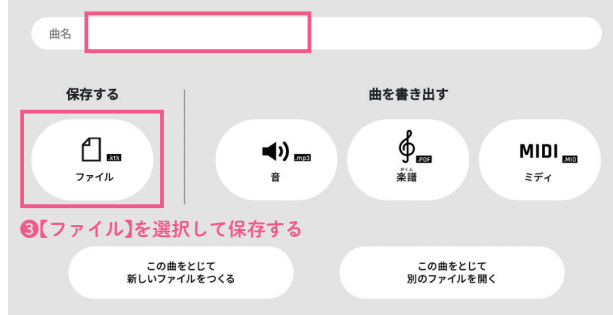 曲名
保存する
曲を書き出す
.ktk
ファイル
.mp3
音
.PDF
がくふ
楽譜
MIDI .MID
ミディ
❸【ファイル】を選択して保存する
この曲をとじて
新しいファイルをつくる
この曲をとじて
別のファイルを開く